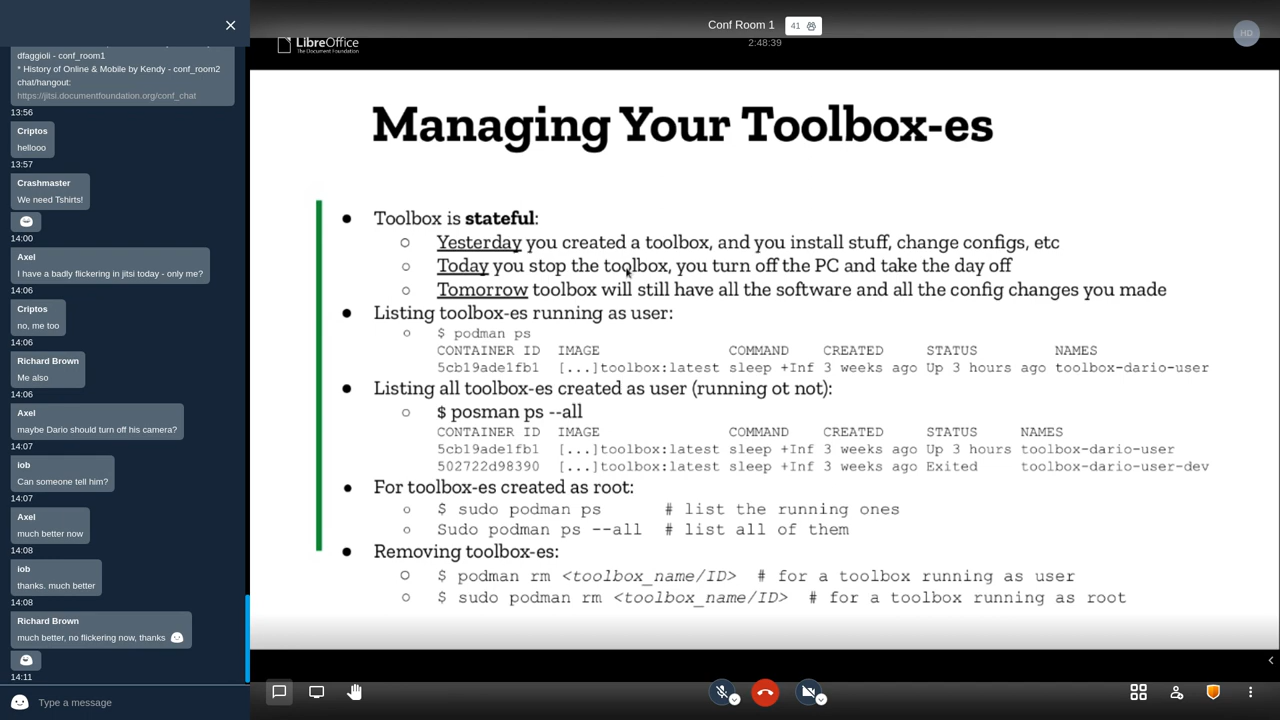 dfaggioli - conf_room1
* History of Online & Mobile by Kendy - conf_room2
chat/hangout:
https://jitsi.documentfoundation.org/conf_chat
13:56
Criptos
hellooo
13:57
Crashmaster
We need Tshirts!
14:00
Axel
I have a badly flickering in jitsi today - only me?
14:06
Criptos
no, me too
14:06
Richard Brown
Me also
14:06
Axel
maybe Dario should turn off his camera?
14:07
iob
Can someone tell him?
14:07
Axel
much better now
14:08
iob
thanks. much better
14:08
Richard Brown
much better, no flickering now, thanks
14:11
Type a message
Conf Room 1 41
2:48:39
HD
LibreOffice
The Document Foundation
Managing Your Toolbox-es
● Toolbox is stateful:
○ Yesterday you created a toolbox, and you install stuff, change configs, etc
○ Today you stop the toolbox, you turn off the PC and take the day off
○ Tomorrow toolbox will still have all the software and all the config changes you made
● Listing toolbox-es running as user:
○ $ podman ps
CONTAINER ID IMAGE COMMAND CREATED STATUS NAMES
5cb19ade1fb1 [...]toolbox:latest sleep +Inf 3 weeks ago Up 3 hours ago toolbox-dario-user
● Listing all toolbox-es created as user (running ot not):
○ $ posman ps --all
CONTAINER ID IMAGE COMMAND CREATED STATUS NAMES
5cb19ade1fb1 [...]toolbox:latest sleep +Inf 3 weeks ago Up 3 hours ago toolbox-dario-user
502722d98390 [...]toolbox:latest sleep +Inf 3 weeks ago Exited toolbox-dario-user-dev
● For toolbox-es created as root:
○ $ sudo podman ps # list the running ones
○ Sudo podman ps --all # list all of them
● Removing toolbox-es:
○ $ podman rm <toolbox_name/ID> # for a toolbox running as user
○ $ sudo podman rm <toolbox_name/ID> # for a toolbox running as root